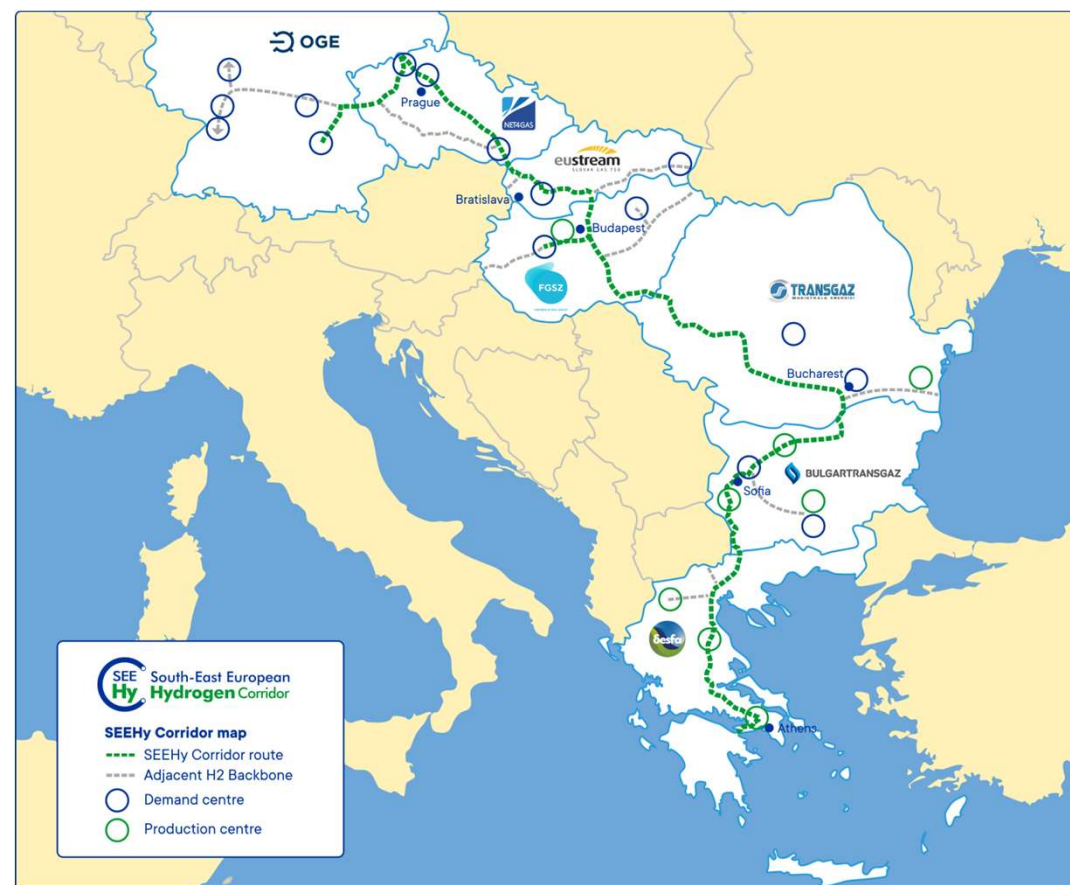 OGE
Prague
NET4GAS
eustream
SLOVAK GAS TSO
Bratislava
Budapest
FGSZ
TRANSGAZ
Bucharest
BULGARTRANSGAZ
Sofia
desfa
Athens
SEE
Hy
South-East European
Hydrogen Corridor
SEEHy Corridor map
SEEHy Corridor route
Adjacent H2 Backbone
Demand centre
Production centre